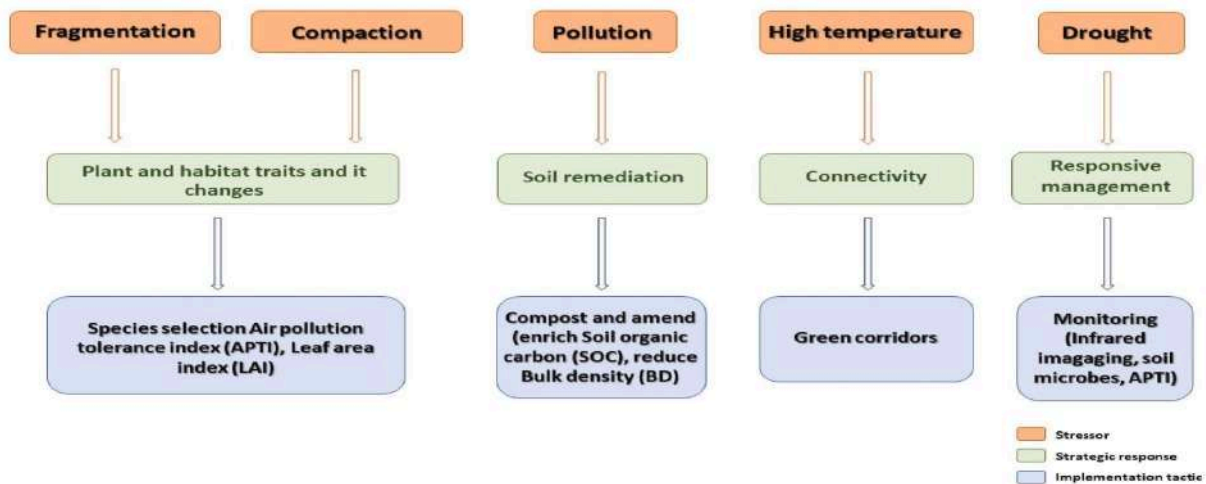 Fragmentation
Compaction
Pollution
High temperature
Drought
Plant and habitat traits and it
changes
Soil remediation
Connectivity
Responsive
management
Species selection Air pollution
tolerance index (APTI), Leaf area
index (LAI)
Compost and amend
(enrich Soil organic
carbon (SOC), reduce
Bulk density (BD)
Green corridors
Monitoring
(Infrared
imagaging, soil
microbes, APTI)
Stressor
Strategic response
Implementation tactic